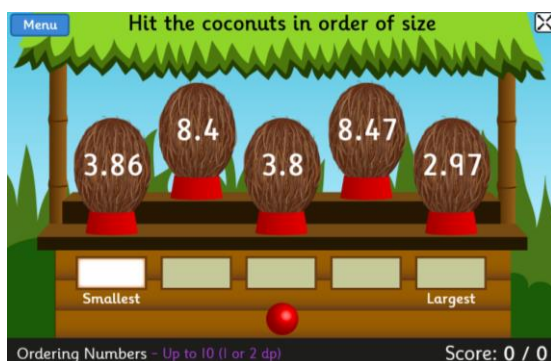 Menu
Hit the coconuts in order of size
8.4 8.47
3.86 3.8 2.97
Smallest Largest
Ordering Numbers - Up to 10 (1 or 2 dp) Score: 0 / 0